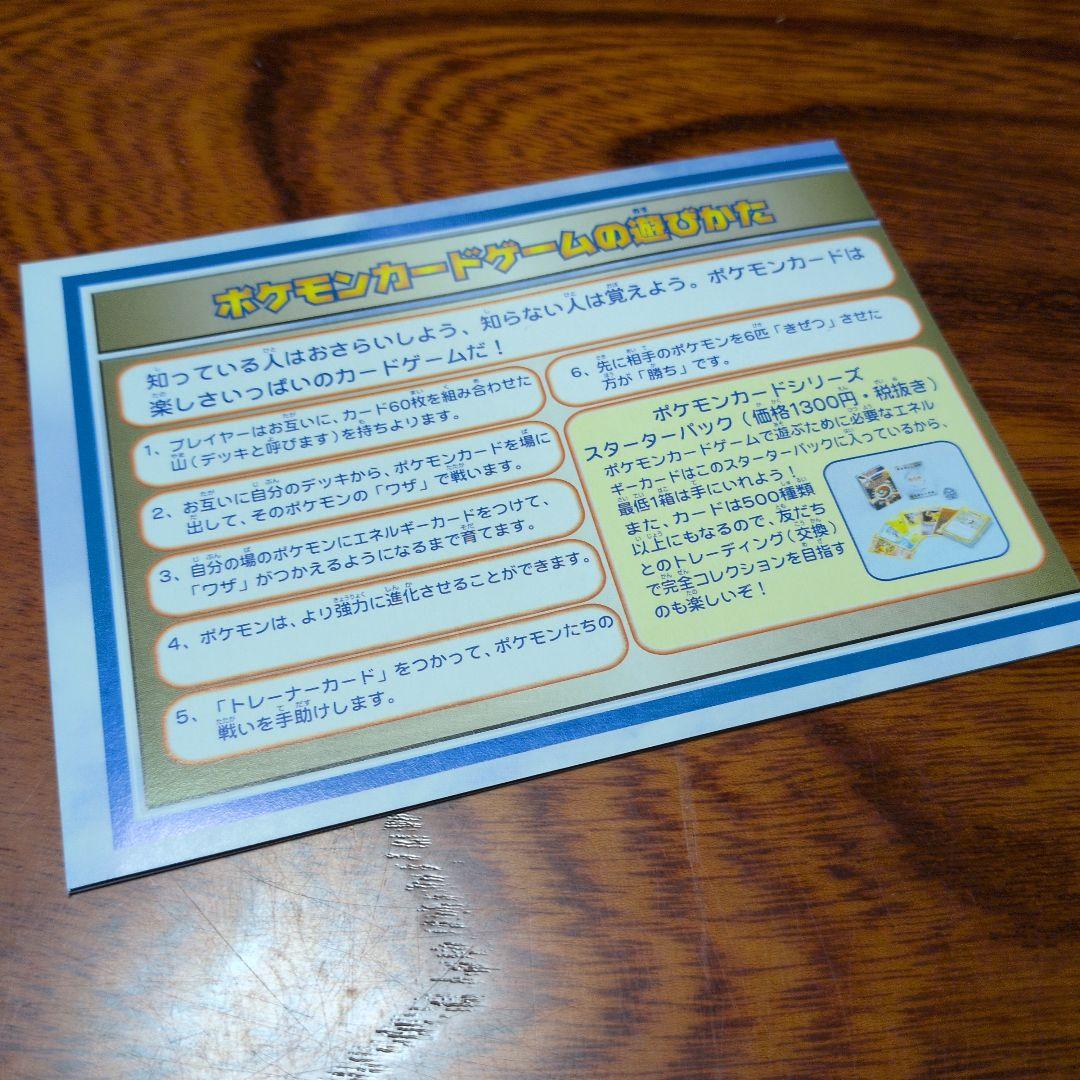 ポケモンカードゲームの遊びかた
知っている人はおさらいしよう、知らない人は覚えよう。ポケモンカードは
楽しさいっぱいのカードゲームだ！
1、プレイヤーはお互いに、カード60枚を組み合わせた
山（デッキと呼びます）を持ちよります。
2、お互いに自分のデッキから、ポケモンカードを場に
出して、そのポケモンの「ワザ」で戦います。
3、自分の場のポケモンにエネルギーカードをつけて、
「ワザ」がつかえるようになるまで育てます。
4、ポケモンは、より強力に進化させることができます。
5、「トレーナーカード」をつかって、ポケモンたちの
戦いを手助けします。
6、先に相手のポケモンを6匹「きぜつ」させた
方が「勝ち」です。
ポケモンカードシリーズ
スターターパック（価格1300円・税抜き）
ポケモンカードゲームで遊ぶために必要なエネル
ギーカードはこのスターターパックに入っているから、
最低1箱は手にいれよう！
また、カードは500種類
以上にもなるので、友だち
とのトレーディング（交換）
で完全コレクションを目指す
のも楽しいぞ！